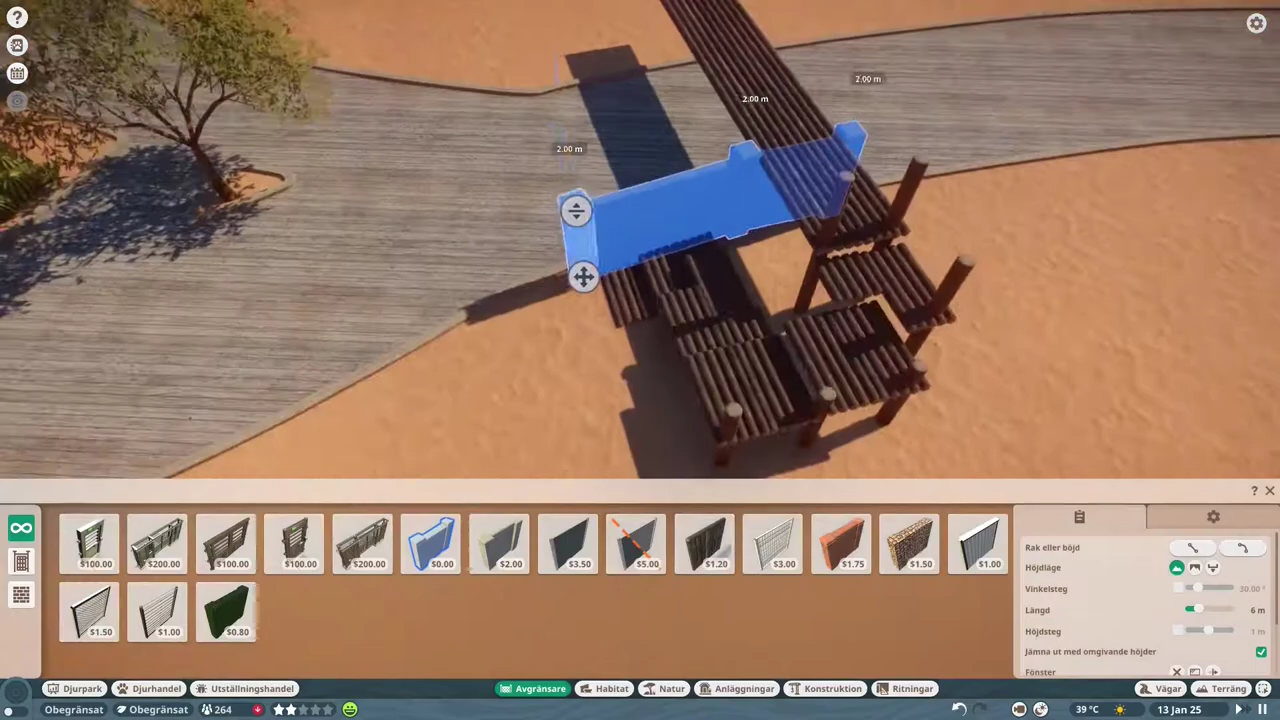 ?
2.00 m
2.00 m
2.00 m
? ✕
$100.00 $200.00 $100.00 $100.00 $200.00 $0.00 $2.00 $3.50 $5.00 $1.20 $3.00 $1.75 $1.50 $1.00
$1.50 $1.00 $0.80
Rak eller böjd
Höjdläge
Vinkelsteg 30.00 °
Längd 6 m
Höjdsteg 1 m
Jämna ut med omgivande höjder
Fönster
Djurpark Djurhandel Utställningshandel Avgränsare Habitat Natur Anläggningar Konstruktion Ritningar Vägar Terräng
Obegränsat Obegränsat 264 39 °C 13 Jan 25